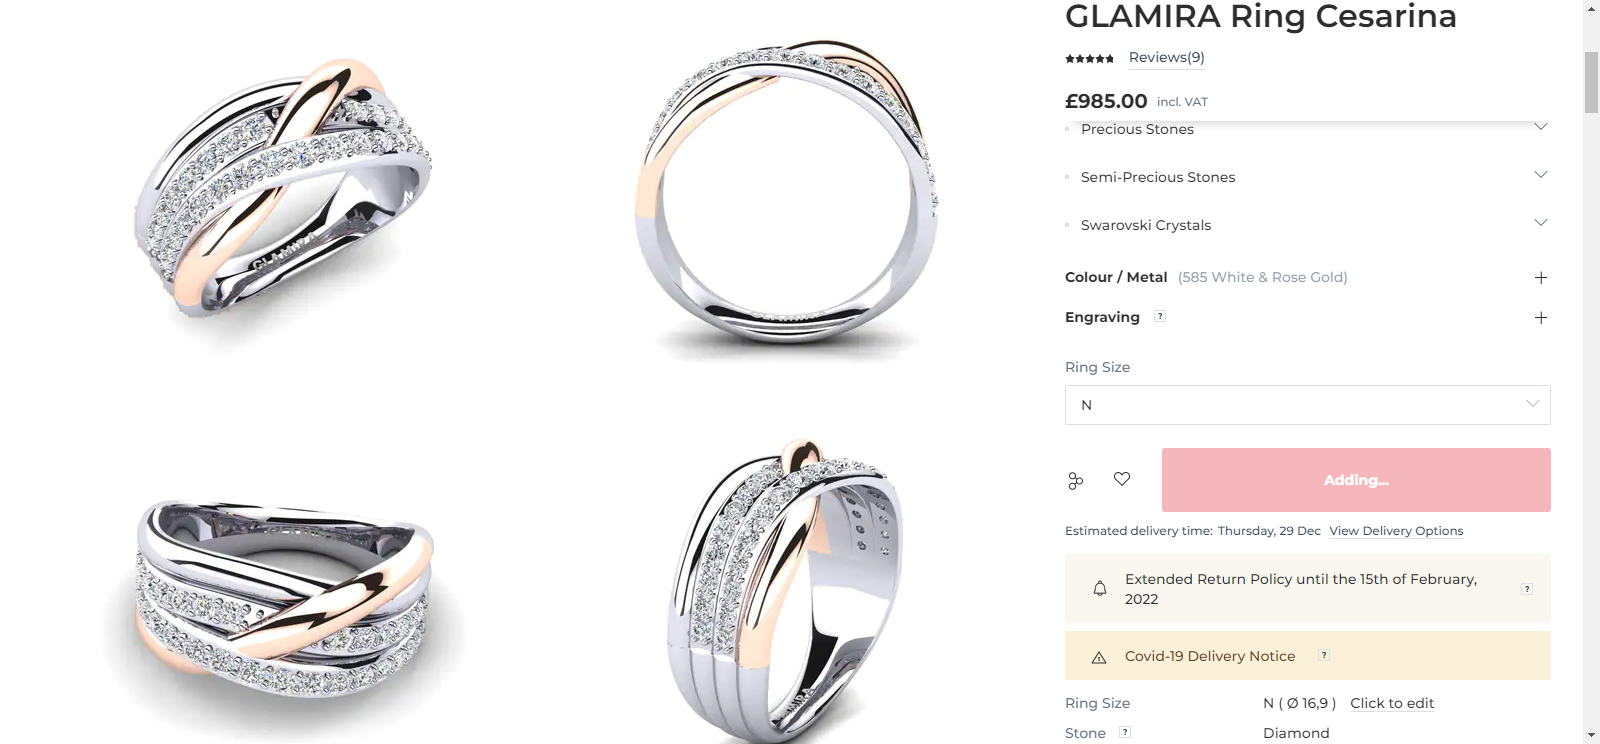 GLAMIRA Ring Cesarina
Reviews(9)
£985.00 incl. VAT
Precious Stones
Semi-Precious Stones
Swarovski Crystals
Colour / Metal (585 White & Rose Gold)
Engraving ?
Ring Size
N
Adding...
Estimated delivery time: Thursday, 29 Dec View Delivery Options
Extended Return Policy until the 15th of February,
2022 ?
Covid-19 Delivery Notice ?
Ring Size N ( Ø 16,9 ) Click to edit
Stone ? Diamond
GLAMIRA
N